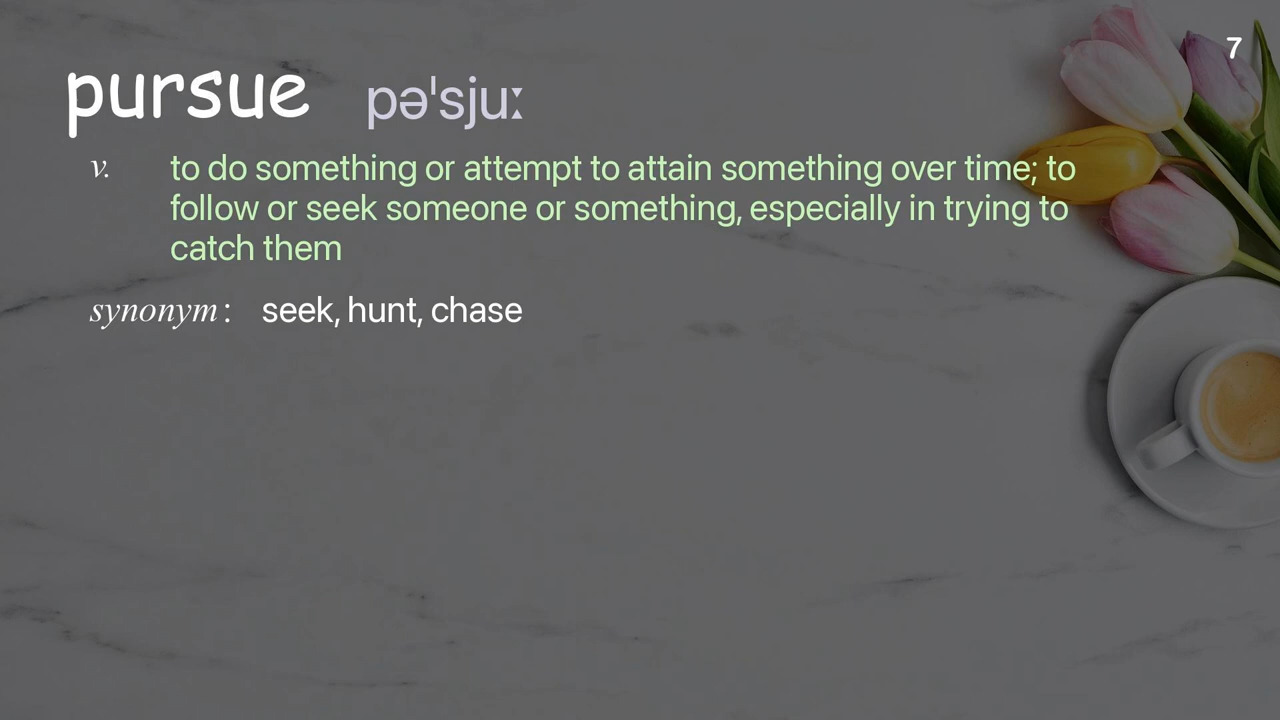 7
pursue pəˈsjuː
v. to do something or attempt to attain something over time; to
follow or seek someone or something, especially in trying to
catch them
synonym: seek, hunt, chase